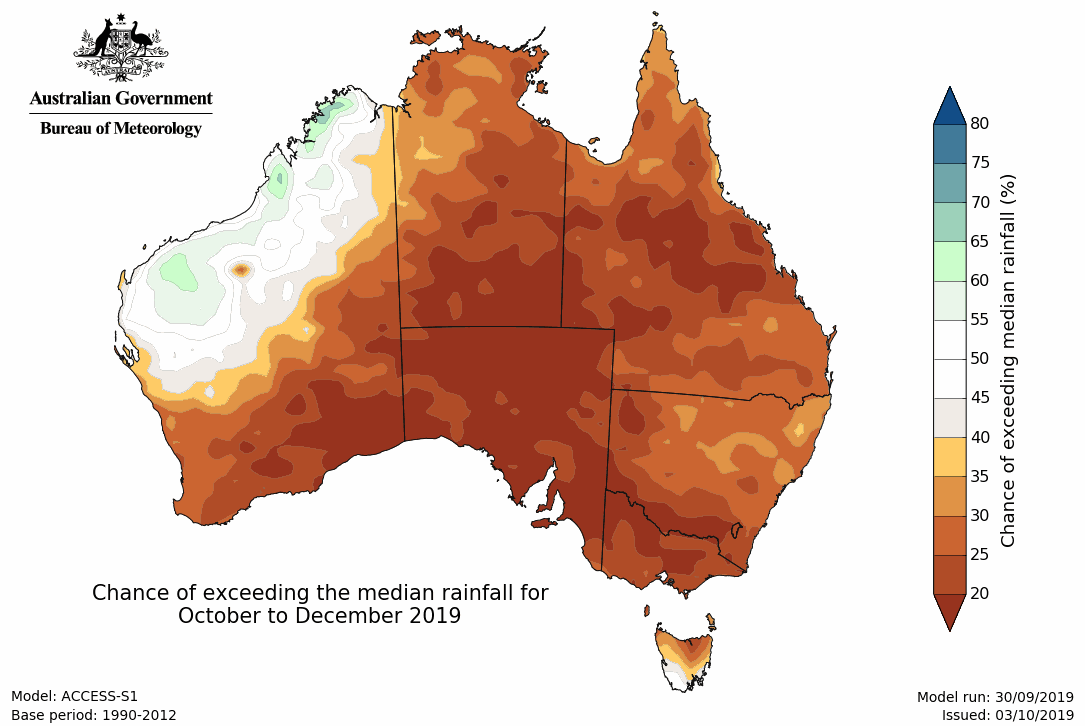 AUSTRALIA
Australian Government
Bureau of Meteorology
80
75
70
65
60
55
50
45
40
35
30
25
20
Chance of exceeding median rainfall (%)
Chance of exceeding the median rainfall for
October to December 2019
Model: ACCESS-S1
Base period: 1990-2012
Model run: 30/09/2019
Issued: 03/10/2019